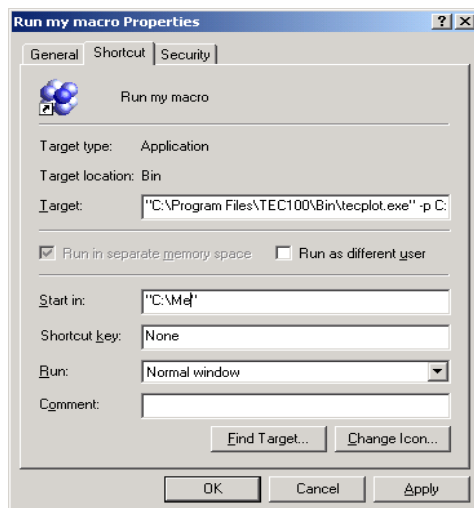 Run my macro Properties
General Shortcut Security
Run my macro
Target type: Application
Target location: Bin
Target: "C:\Program Files\TEC100\Bin\tecplot.exe" -p C:
Run in separate memory space Run as different user
Start in: "C:\Me"
Shortcut key: None
Run: Normal window
Comment:
Find Target... Change Icon...
OK Cancel Apply